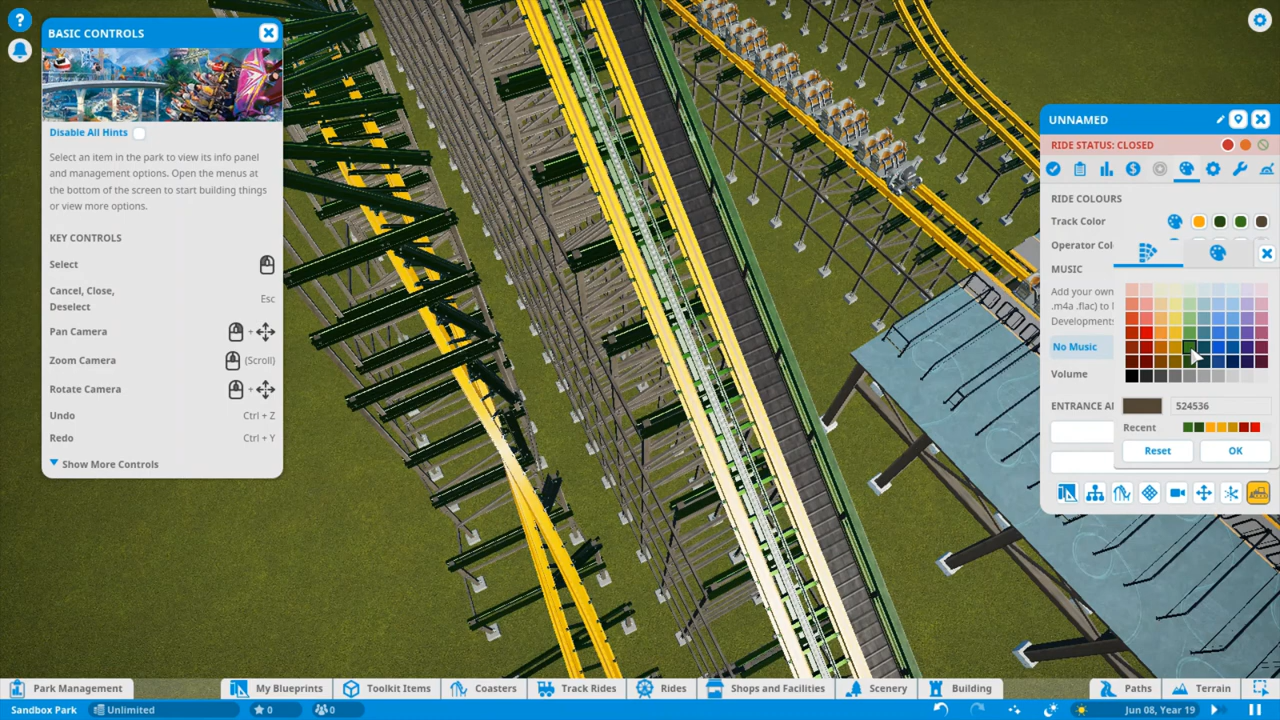 BASIC CONTROLS
Disable All Hints
Select an item in the park to view its info panel
and management options. Open the menus at
the bottom of the screen to start building things
or view more options.
KEY CONTROLS
Select
Cancel, Close,
Deselect
Esc
Pan Camera
+
Zoom Camera
(Scroll)
Rotate Camera
+
Undo
Ctrl + Z
Redo
Ctrl + Y
Show More Controls
UNNAMED
RIDE STATUS: CLOSED
RIDE COLOURS
Track Color
Operator Col
MUSIC
Add your own
.m4a .flac) to
Developments
No Music
Volume
ENTRANCE A
524536
Recent
Reset
OK
Park Management
My Blueprints
Toolkit Items
Coasters
Track Rides
Rides
Shops and Facilities
Scenery
Building
Paths
Terrain
Sandbox Park
Unlimited
0
0
Jun 08, Year 19